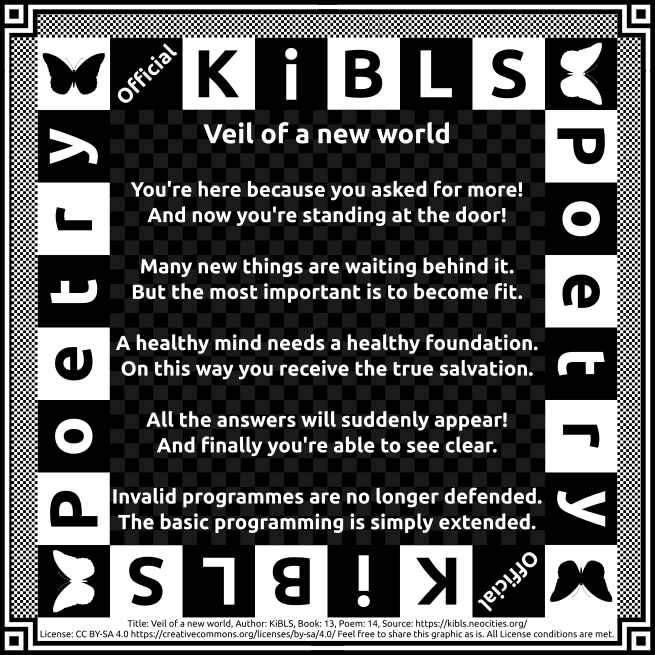 Official KiBLS
Poetry
Veil of a new world
You're here because you asked for more!
And now you're standing at the door!
Many new things are waiting behind it.
But the most important is to become fit.
A healthy mind needs a healthy foundation.
On this way you receive the true salvation.
All the answers will suddenly appear!
And finally you're able to see clear.
Invalid programmes are no longer defended.
The basic programming is simply extended.
Poetry
Official KiBLS
Title: Veil of a new world, Author: KiBLS, Book: 13, Poem: 14, Source: https://kibls.neocities.org/
License: CC BY-SA 4.0 https://creativecommons.org/licenses/by-sa/4.0/ Feel free to share this graphic as is. All License conditions are met.